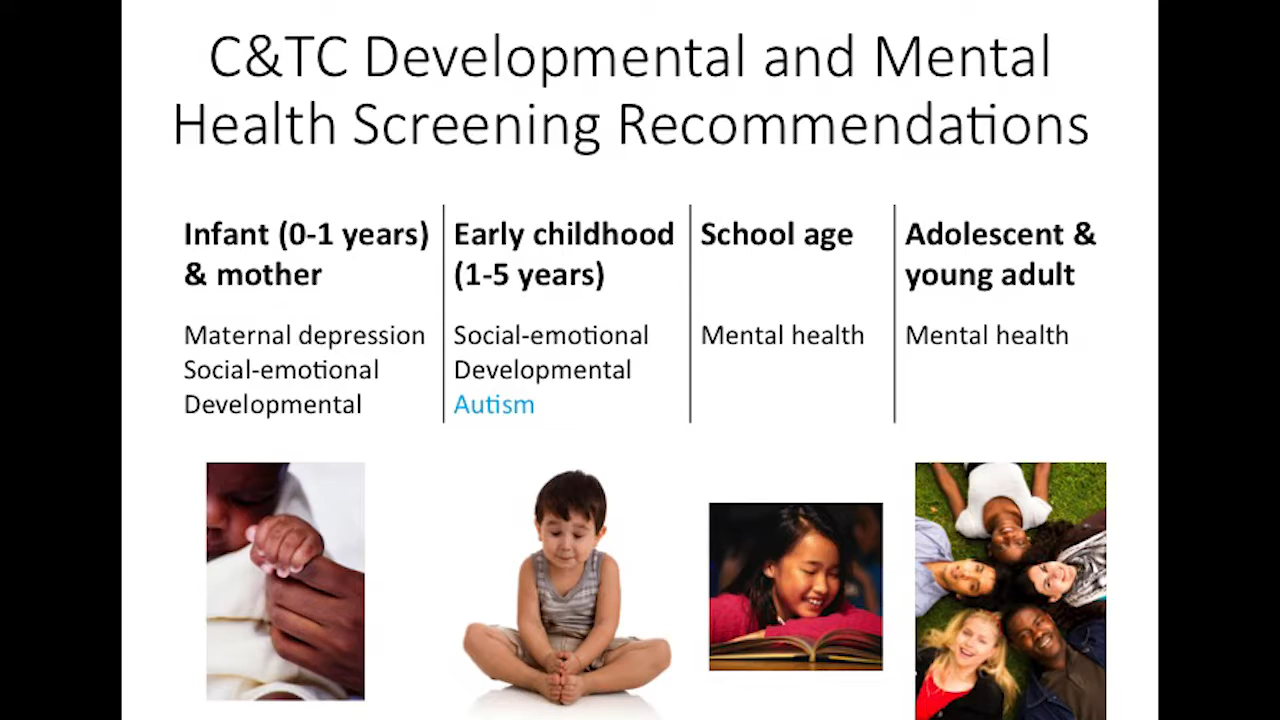 C&TC Developmental and Mental
Health Screening Recommendations
Infant (0-1 years)
& mother
Maternal depression
Social-emotional
Developmental
Early childhood
(1-5 years)
Social-emotional
Developmental
Autism
School age
Mental health
Adolescent &
young adult
Mental health